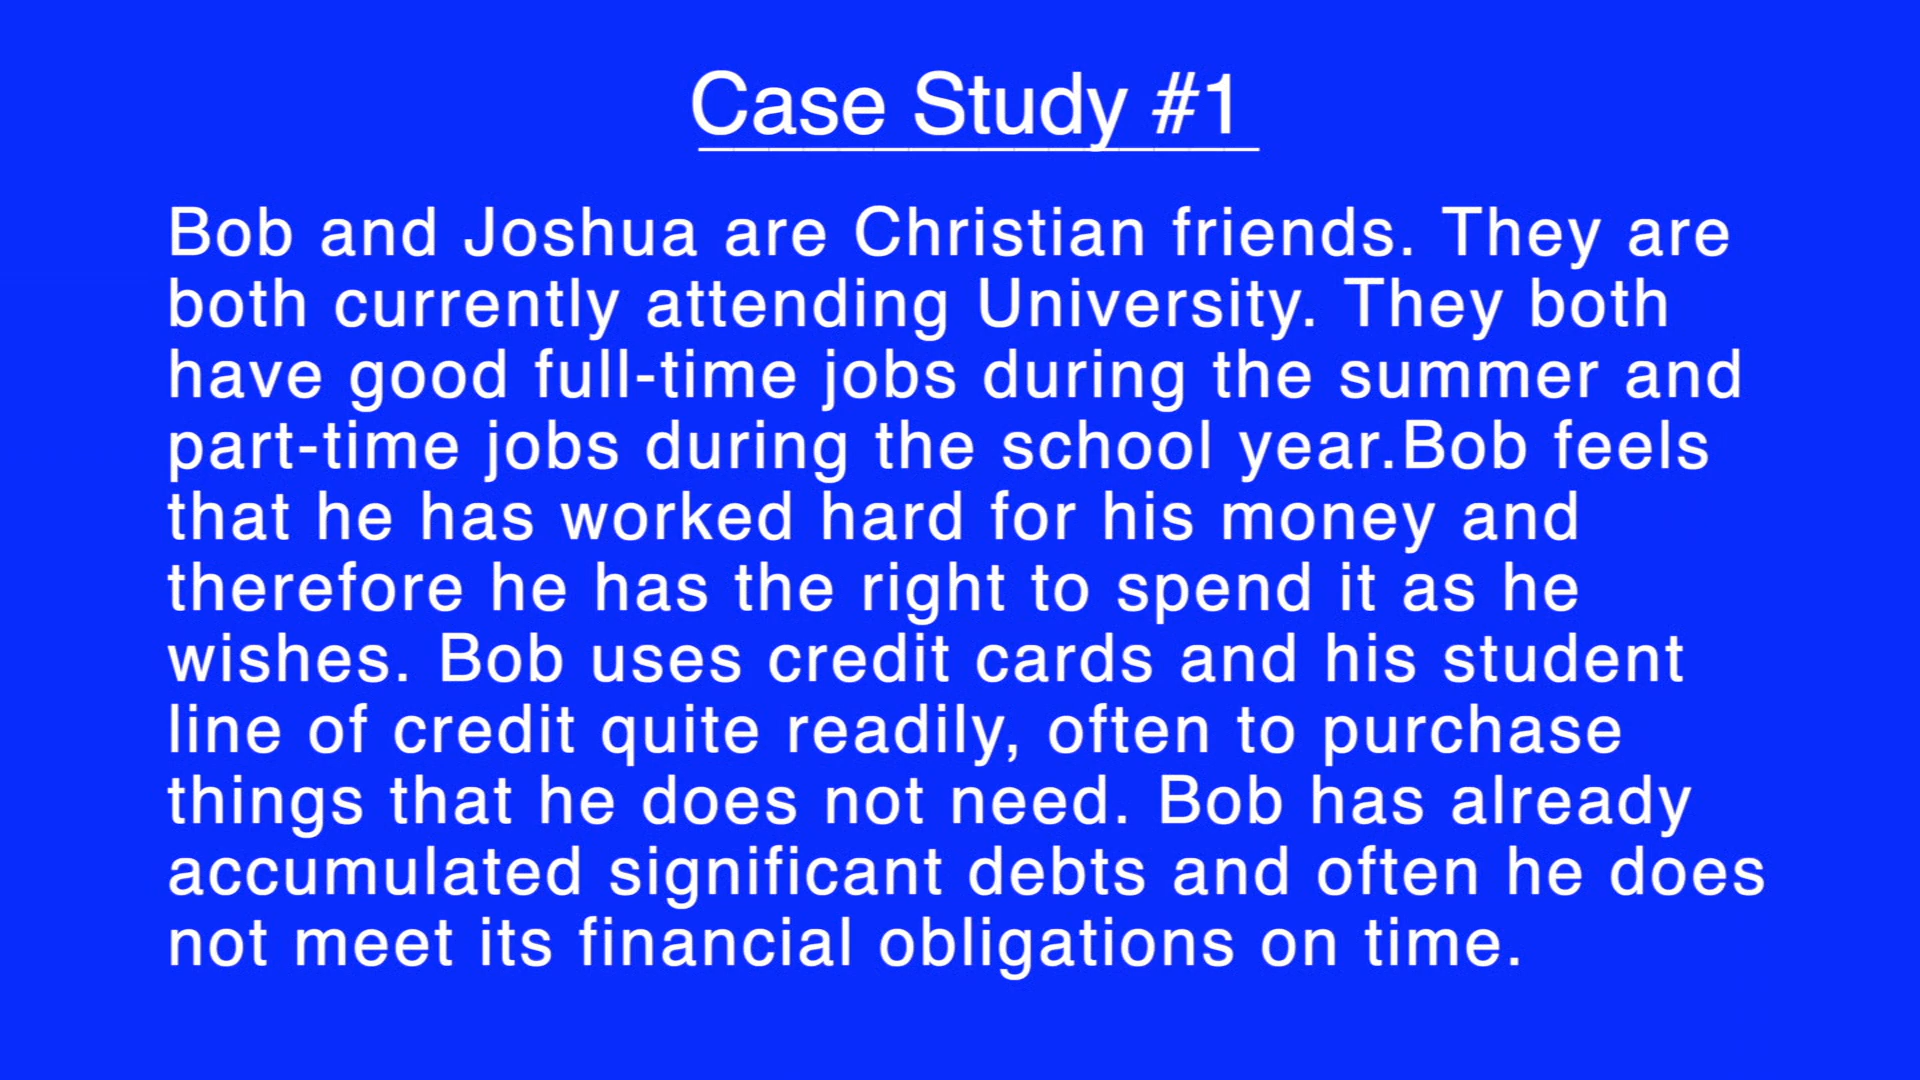 Case Study #1
Bob and Joshua are Christian friends. They are
both currently attending University. They both
have good full-time jobs during the summer and
part-time jobs during the school year.Bob feels
that he has worked hard for his money and
therefore he has the right to spend it as he
wishes. Bob uses credit cards and his student
line of credit quite readily, often to purchase
things that he does not need. Bob has already
accumulated significant debts and often he does
not meet its financial obligations on time.